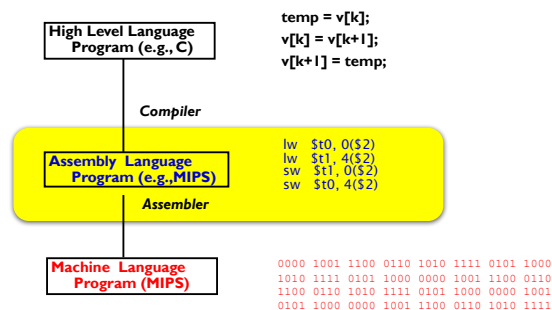 High Level Language
Program (e.g., C)
temp = v[k];
v[k] = v[k+1];
v[k+1] = temp;
Compiler
Assembly Language
Program (e.g.,MIPS)
lw $t0, 0($2)
lw $t1, 4($2)
sw $t1, 0($2)
sw $t0, 4($2)
Assembler
Machine Language
Program (MIPS)
0000 1001 1100 0110 1010 1111 0101 1000
1010 1111 0101 1000 0000 1001 1100 0110
1100 0110 1010 1111 0101 1000 0000 1001
0101 1000 0000 1001 1100 0110 1010 1111